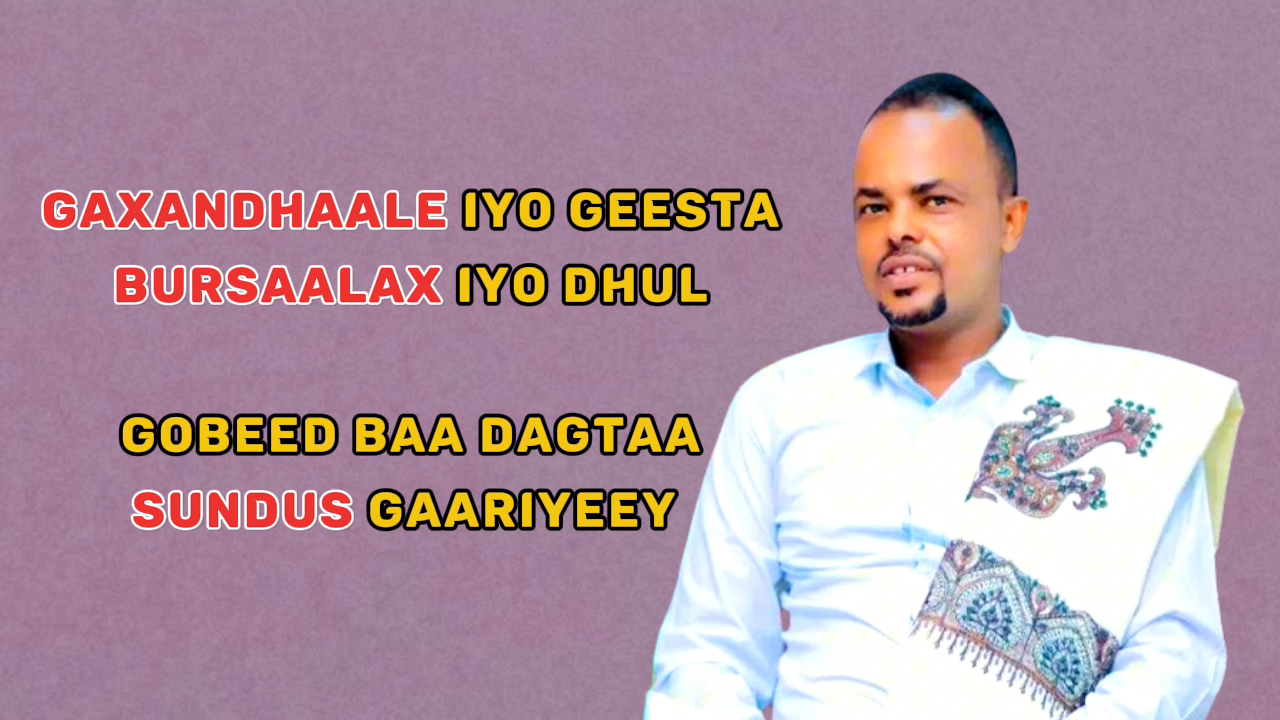 GAXANDHAALE IYO GEESTA
BURSAALAX IYO DHUL
GOBEED BAA DAGTAA
SUNDUS GAARIYEEY